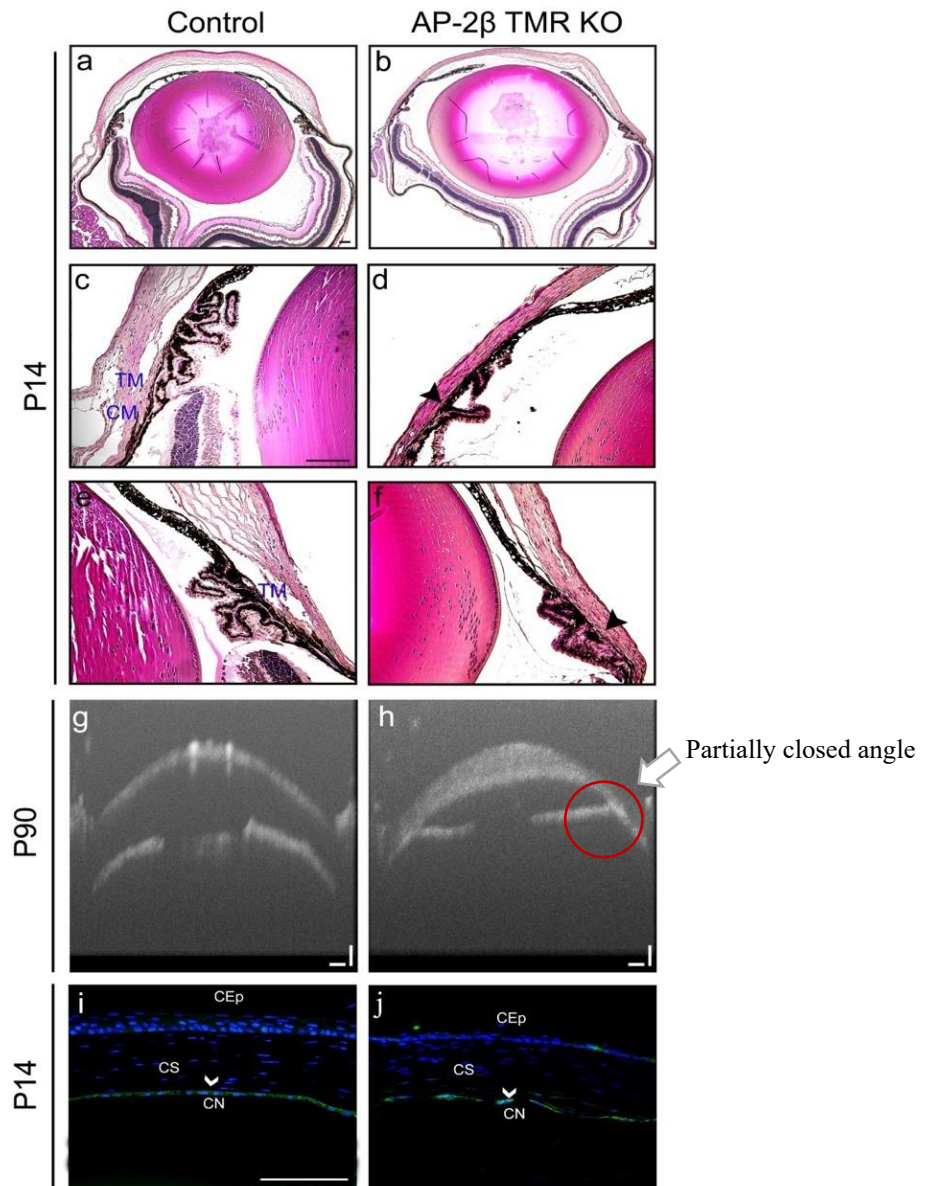 Control
AP-2β TMR KO
P14
a
b
c
TM
CM
d
e
TM
f
P90
g
h
Partially closed angle
P14
i
CEp
CS
CN
j
CEp
CS
CN